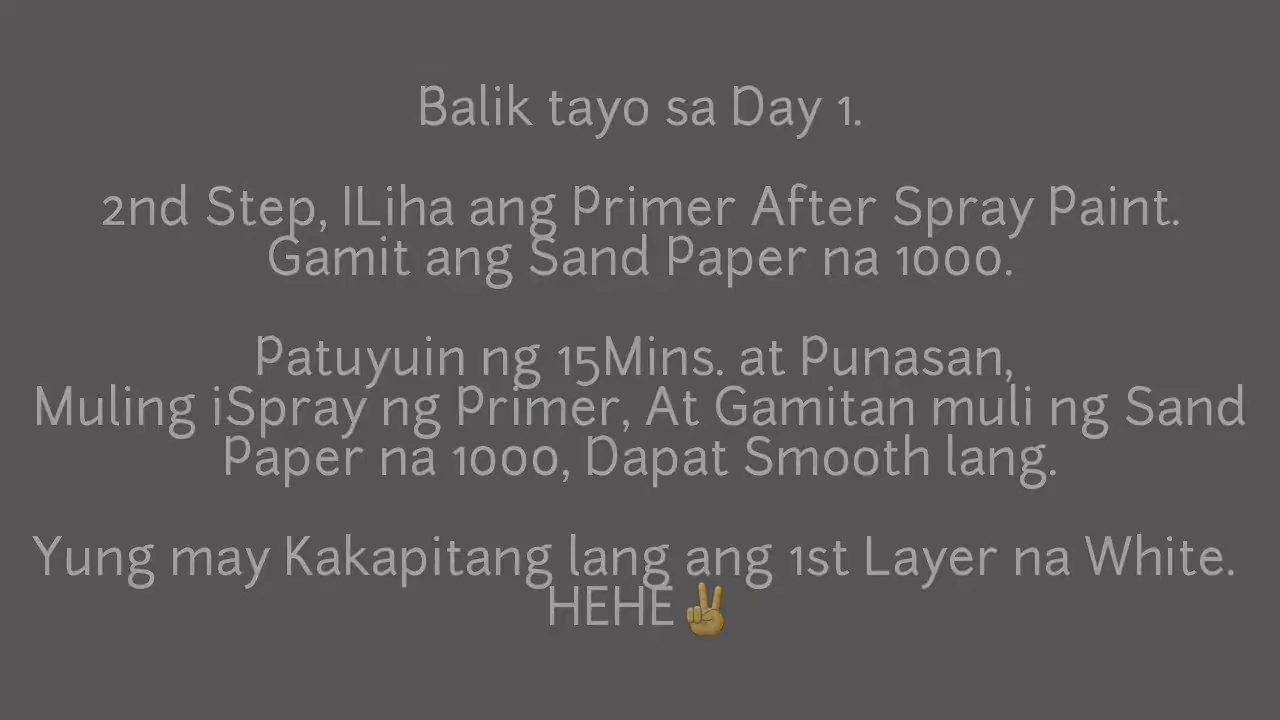 Balik tayo sa Day 1.
2nd Step, ILiha ang Primer After Spray Paint.
Gamit ang Sand Paper na 1000.
Patuyuin ng 15Mins. at Punasan,
Muling iSpray ng Primer, At Gamitan muli ng Sand
Paper na 1000, Dapat Smooth lang.
Yung may Kakapitang lang ang 1st Layer na White.
HEHE✌